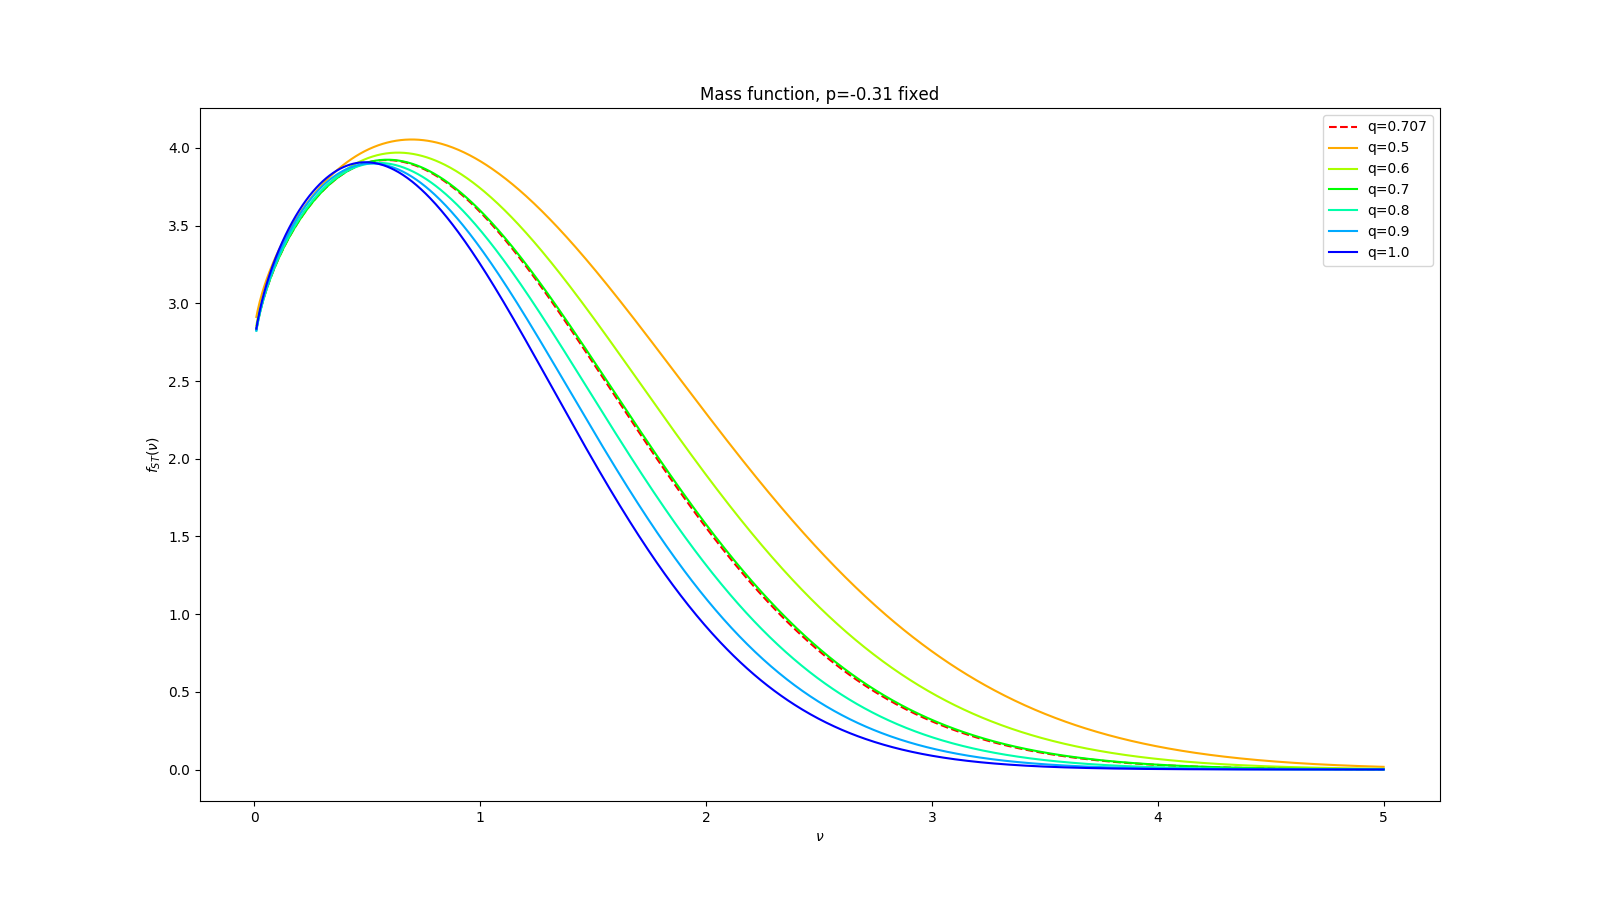 Mass function, p=-0.31 fixed
q=0.707
q=0.5
q=0.6
q=0.7
q=0.8
q=0.9
q=1.0
4.0
3.5
3.0
2.5
2.0
1.5
1.0
0.5
0.0
f_{ST}(ν)
0 1 2 3 4 5
ν